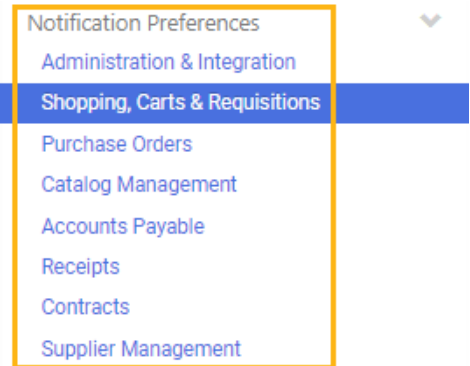 Notification Preferences
Administration & Integration
Shopping, Carts & Requisitions
Purchase Orders
Catalog Management
Accounts Payable
Receipts
Contracts
Supplier Management